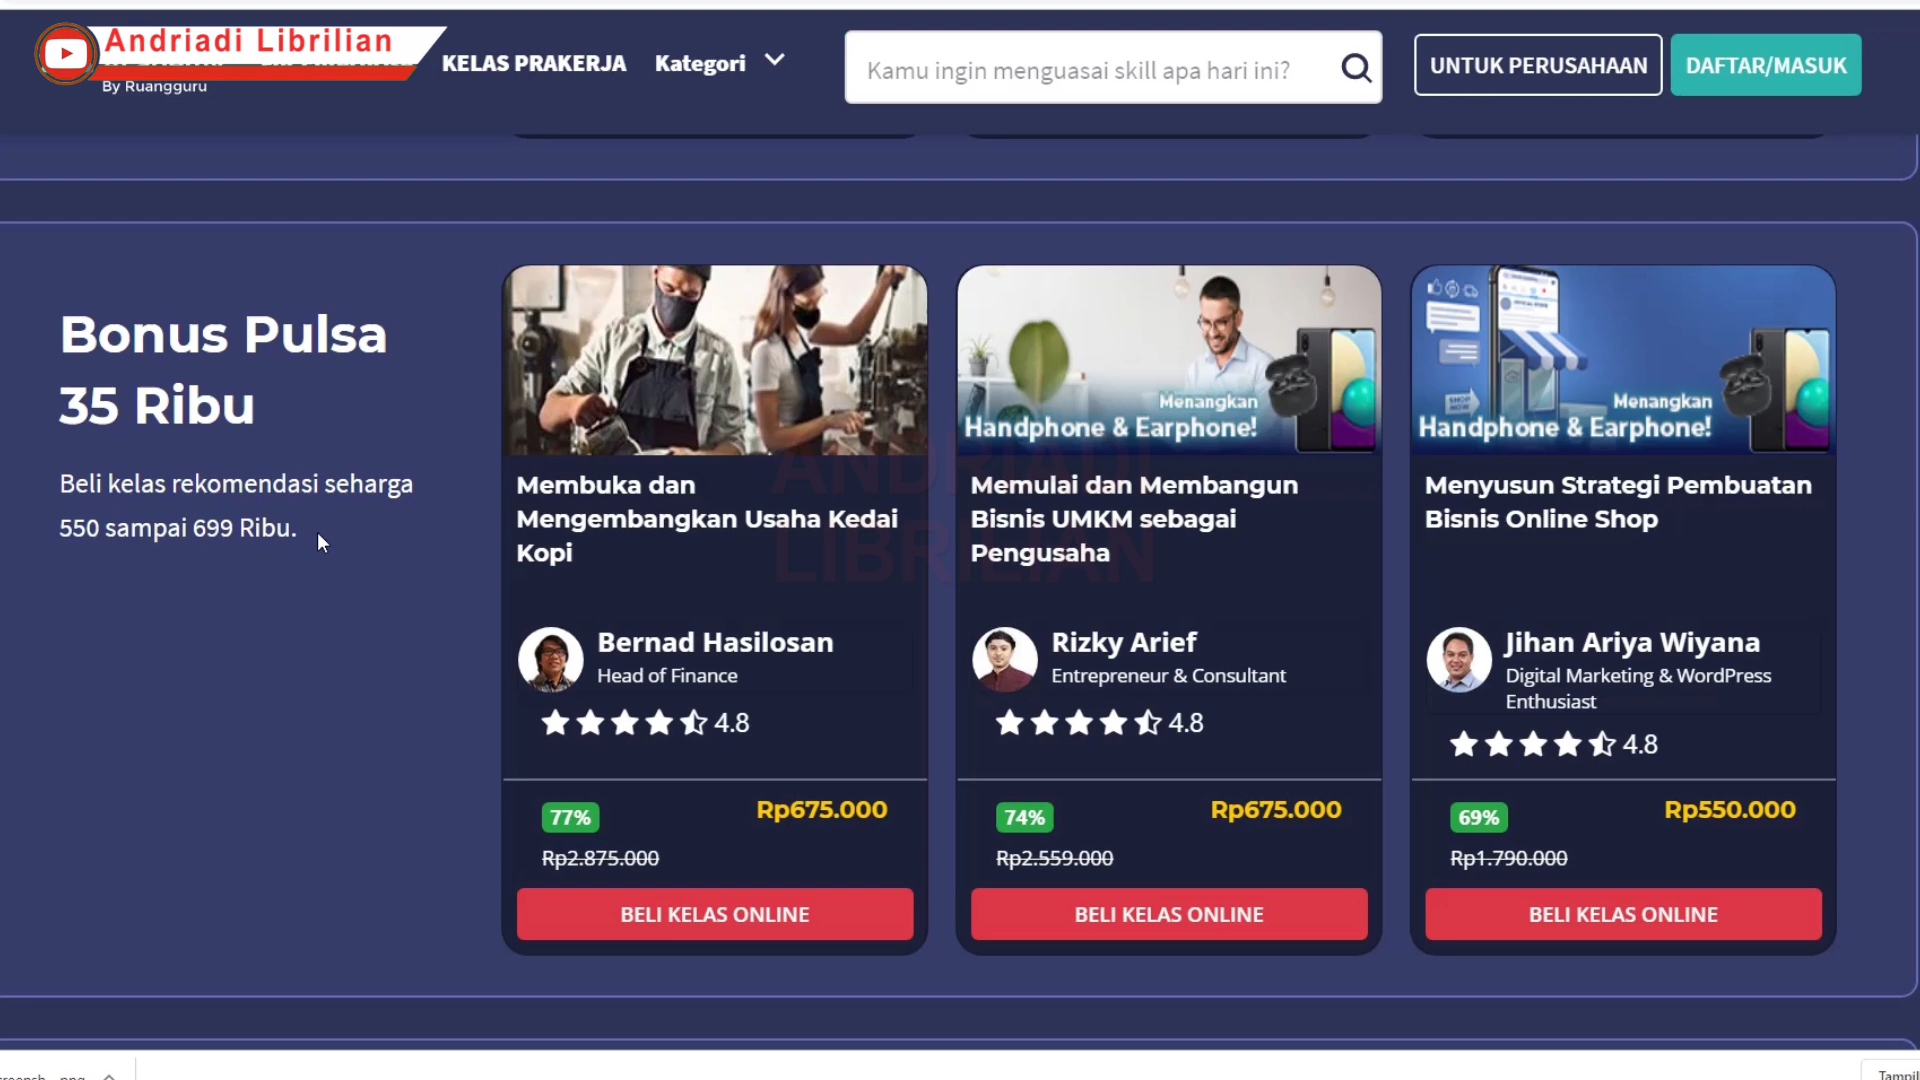 Andriadi Librilian
By Ruangguru
KELAS PRAKERJA
Kategori
Kamu ingin menguasai skill apa hari ini?
UNTUK PERUSAHAAN
DAFTAR/MASUK
Bonus Pulsa
35 Ribu
Beli kelas rekomendasi seharga
550 sampai 699 Ribu.
Membuka dan
Mengembangkan Usaha Kedai
Kopi
Bernad Hasilosan
Head of Finance
4.8
77%
Rp675.000
Rp2.875.000
BELI KELAS ONLINE
Menangkan
Handphone & Earphone!
Memulai dan Membangun
Bisnis UMKM sebagai
Pengusaha
Rizky Arief
Entrepreneur & Consultant
4.8
74%
Rp675.000
Rp2.559.000
BELI KELAS ONLINE
SHOP
NOW
Menangkan
Handphone & Earphone!
Menyusun Strategi Pembuatan
Bisnis Online Shop
Jihan Ariya Wiyana
Digital Marketing & WordPress
Enthusiast
4.8
69%
Rp550.000
Rp1.790.000
BELI KELAS ONLINE
ANDRIADI
LIBRILIAN